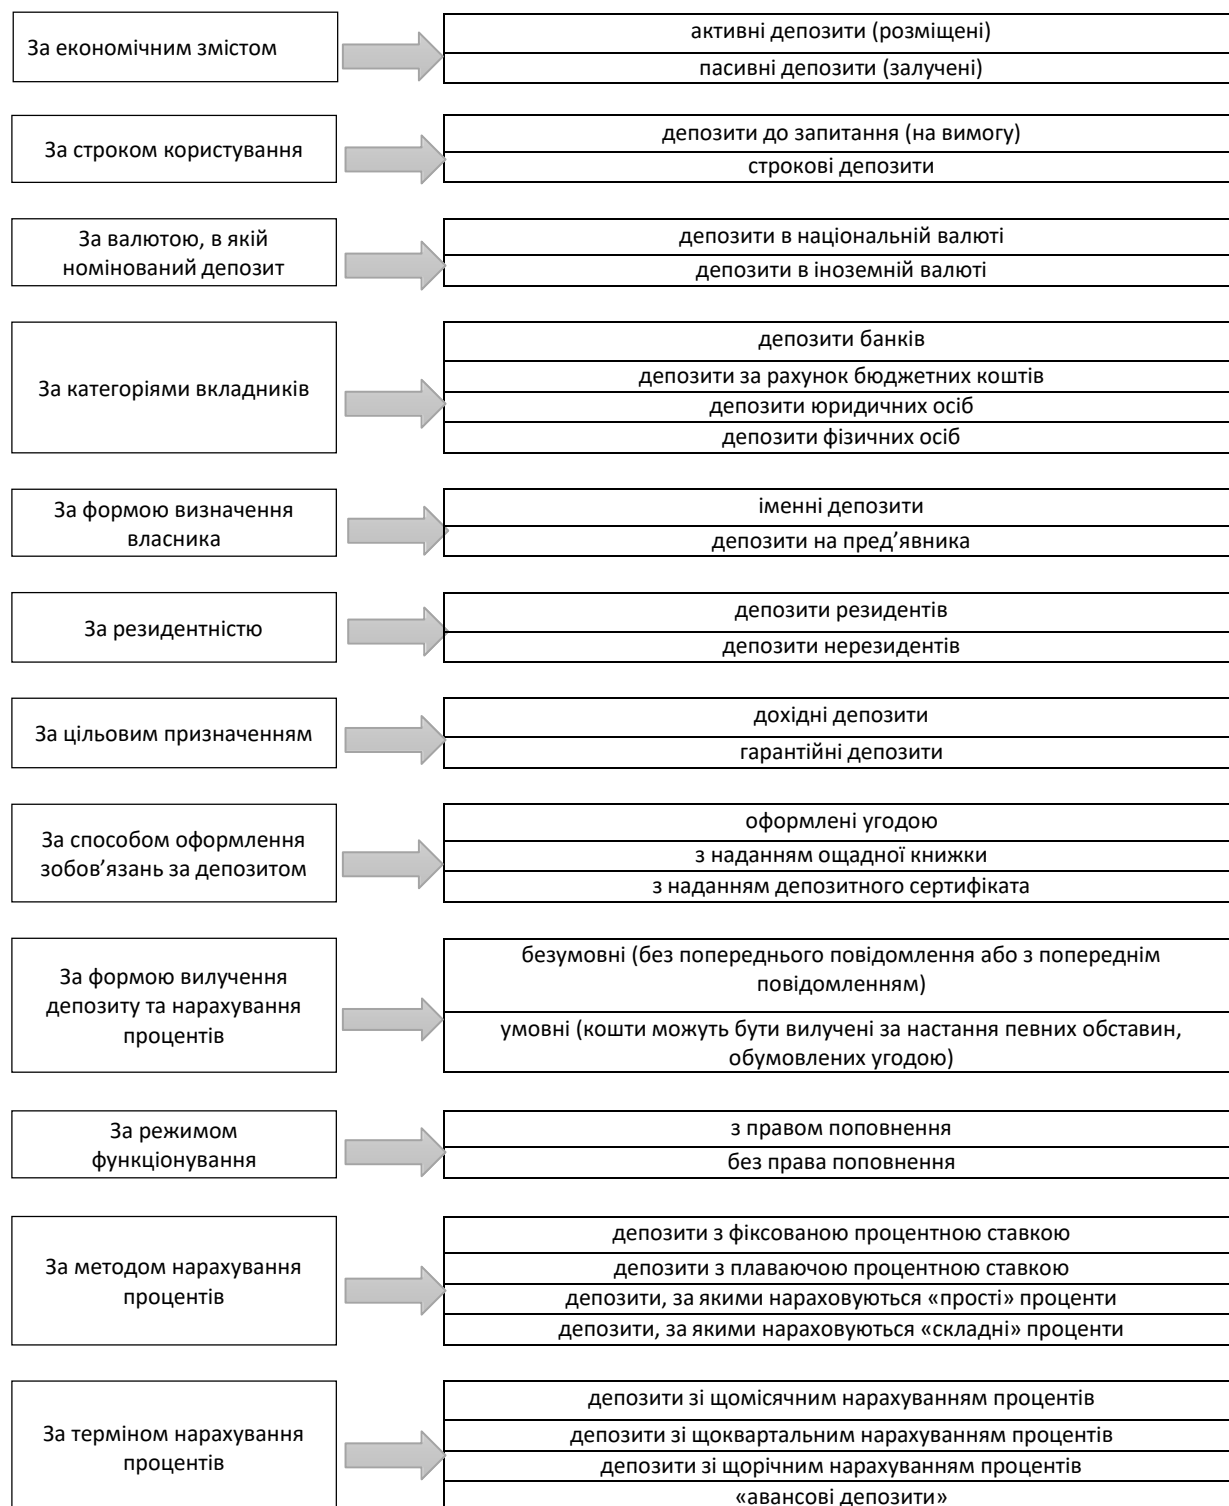 За економічним змістом
активні депозити (розміщені)
пасивні депозити (залучені)
За строком користування
депозити до запитання (на вимогу)
строкові депозити
За валютою, в якій
номінований депозит
депозити в національній валюті
депозити в іноземній валюті
За категоріями вкладників
депозити банків
депозити за рахунок бюджетних коштів
депозити юридичних осіб
депозити фізичних осіб
За формою визначення
власника
іменні депозити
депозити на пред’явника
За резидентністю
депозити резидентів
депозити нерезидентів
За цільовим призначенням
дохідні депозити
гарантійні депозити
За способом оформлення
зобов’язань за депозитом
оформлені угодою
з наданням ощадної книжки
з наданням депозитного сертифіката
За формою вилучення
депозиту та нарахування
процентів
безумовні (без попереднього повідомлення або з попереднім
повідомленням)
умовні (кошти можуть бути вилучені за настання певних обставин,
обумовлених угодою)
За режимом
функціонування
з правом поповнення
без права поповнення
За методом нарахування
процентів
депозити з фіксованою процентною ставкою
депозити з плаваючою процентною ставкою
депозити, за якими нараховуються «прості» проценти
депозити, за якими нараховуються «складні» проценти
За терміном нарахування
процентів
депозити зі щомісячним нарахуванням процентів
депозити зі щоквартальним нарахуванням процентів
депозити зі щорічним нарахуванням процентів
«авансові депозити»